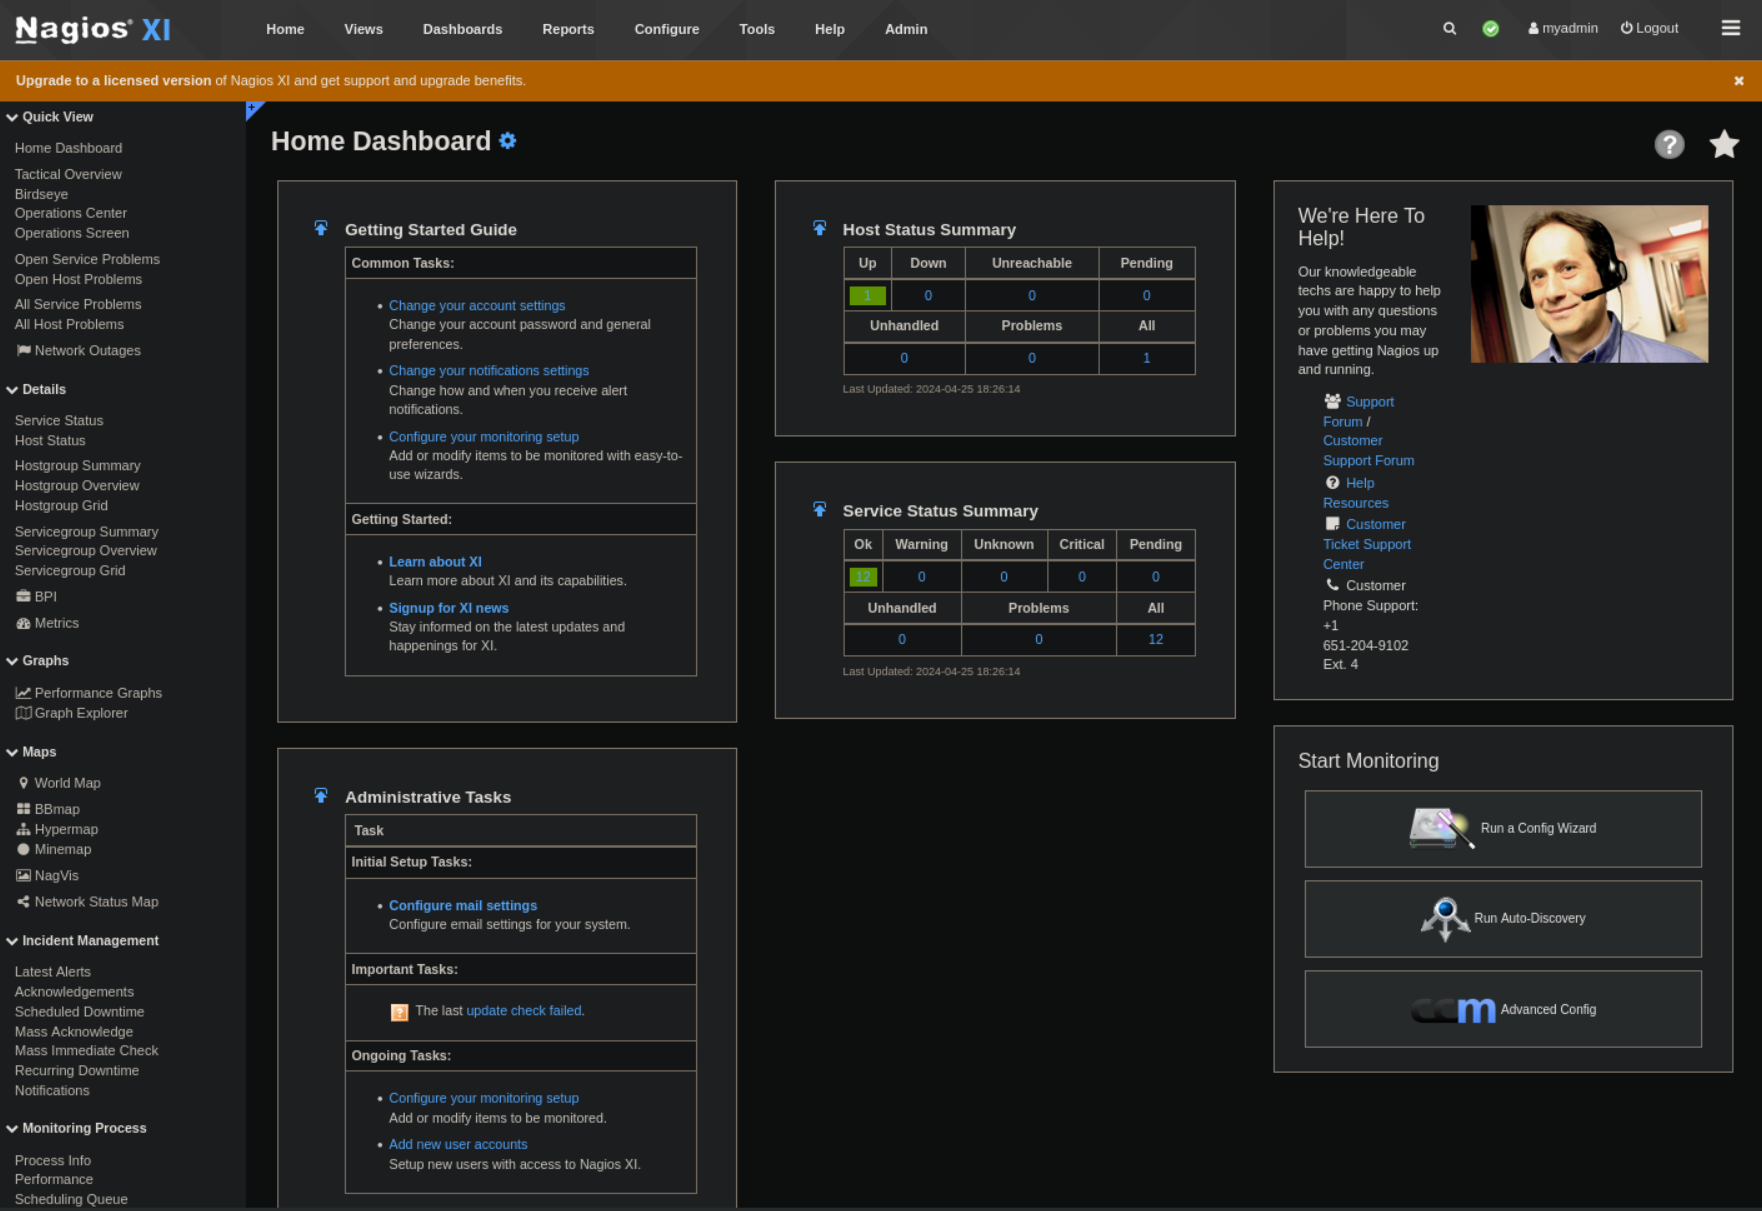 Nagios® XI
Home Views Dashboards Reports Configure Tools Help Admin
myadmin Logout
Upgrade to a licensed version of Nagios XI and get support and upgrade benefits.
Quick View
Home Dashboard
Tactical Overview
Birdseye
Operations Center
Operations Screen
Open Service Problems
Open Host Problems
All Service Problems
All Host Problems
Network Outages
Details
Service Status
Host Status
Hostgroup Summary
Hostgroup Overview
Hostgroup Grid
Servicegroup Summary
Servicegroup Overview
Servicegroup Grid
BPI
Metrics
Graphs
Performance Graphs
Graph Explorer
Maps
World Map
BBmap
Hypermap
Minemap
NagVis
Network Status Map
Incident Management
Latest Alerts
Acknowledgements
Scheduled Downtime
Mass Acknowledge
Mass Immediate Check
Recurring Downtime
Notifications
Monitoring Process
Process Info
Performance
Scheduling Queue
Home Dashboard
Getting Started Guide
Common Tasks:
• Change your account settings
Change your account password and general
preferences.
• Change your notifications settings
Change how and when you receive alert
notifications.
• Configure your monitoring setup
Add or modify items to be monitored with easy-to-
use wizards.
Getting Started:
• Learn about XI
Learn more about XI and its capabilities.
• Signup for XI news
Stay informed on the latest updates and
happenings for XI.
Administrative Tasks
Task
Initial Setup Tasks:
• Configure mail settings
Configure email settings for your system.
Important Tasks:
The last update check failed.
Ongoing Tasks:
• Configure your monitoring setup
Add or modify items to be monitored.
• Add new user accounts
Setup new users with access to Nagios XI.
Host Status Summary
Up Down Unreachable Pending
1 0 0 0
Unhandled Problems All
0 0 1
Last Updated: 2024-04-25 18:26:14
Service Status Summary
Ok Warning Unknown Critical Pending
12 0 0 0 0
Unhandled Problems All
0 0 12
Last Updated: 2024-04-25 18:26:14
We're Here To
Help!
Our knowledgeable
techs are happy to help
you with any questions
or problems you may
have getting Nagios up
and running.
Support
Forum /
Customer
Support Forum
Help
Resources
Customer
Ticket Support
Center
Customer
Phone Support:
+1
651-204-9102
Ext. 4
Start Monitoring
Run a Config Wizard
Run Auto-Discovery
ccm Advanced Config